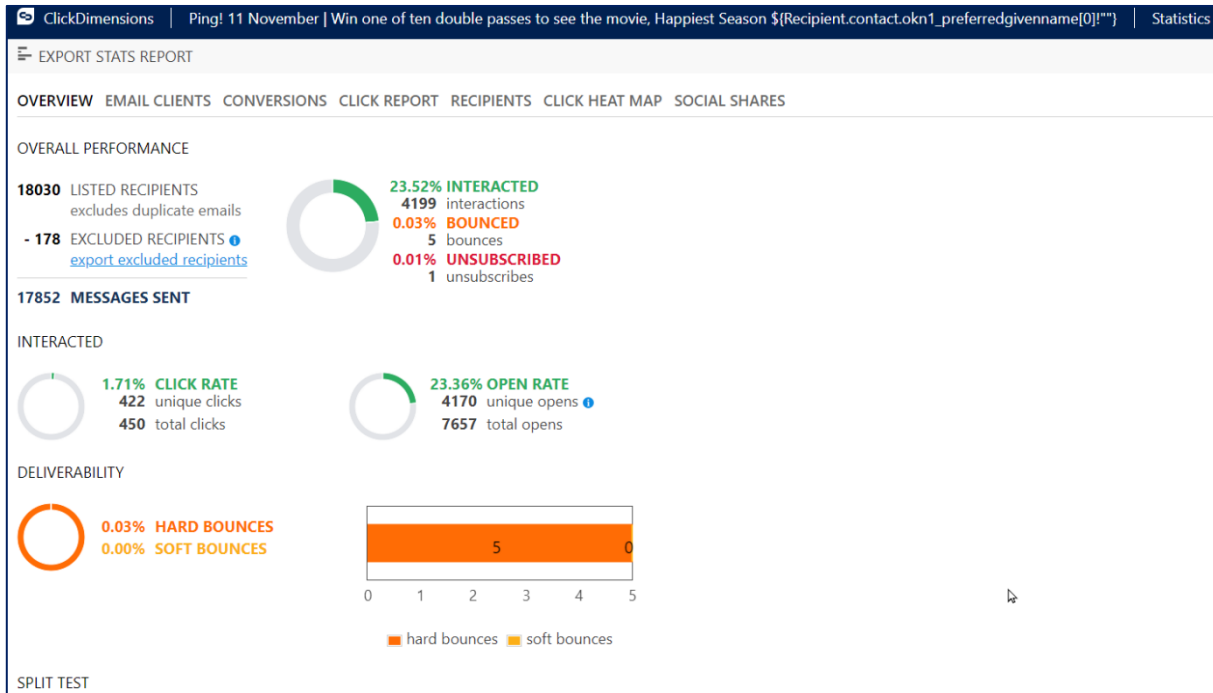 ClickDimensions | Ping! 11 November | Win one of ten double passes to see the movie, Happiest Season ${Recipient.contact.okn1_preferredgivenname[0]!""} | Statistics
EXPORT STATS REPORT
OVERVIEW EMAIL CLIENTS CONVERSIONS CLICK REPORT RECIPIENTS CLICK HEAT MAP SOCIAL SHARES
OVERALL PERFORMANCE
18030 LISTED RECIPIENTS
excludes duplicate emails
- 178 EXCLUDED RECIPIENTS
export excluded recipients
17852 MESSAGES SENT
23.52% INTERACTED
4199 interactions
0.03% BOUNCED
5 bounces
0.01% UNSUBSCRIBED
1 unsubscribes
INTERACTED
1.71% CLICK RATE
422 unique clicks
450 total clicks
23.36% OPEN RATE
4170 unique opens
7657 total opens
DELIVERABILITY
0.03% HARD BOUNCES
0.00% SOFT BOUNCES
5 0
0 1 2 3 4 5
hard bounces soft bounces
SPLIT TEST